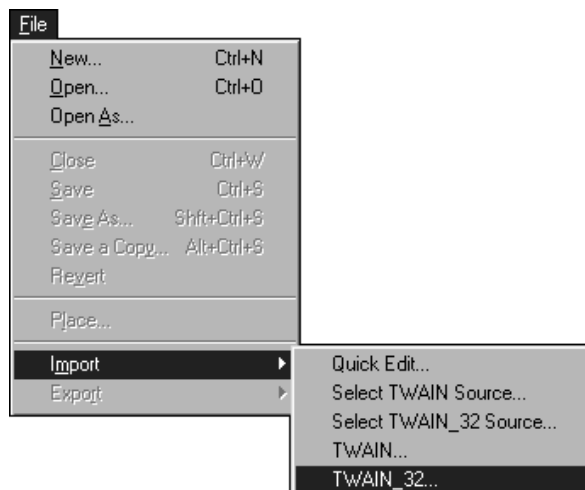 File
New... Ctrl+N
Open... Ctrl+O
Open As...
Close Ctrl+W
Save Ctrl+S
Save As... Shft+Ctrl+S
Save a Copy... Alt+Ctrl+S
Revert
Place...
Import
Export
Quick Edit...
Select TWAIN Source...
Select TWAIN_32 Source...
TWAIN...
TWAIN_32...